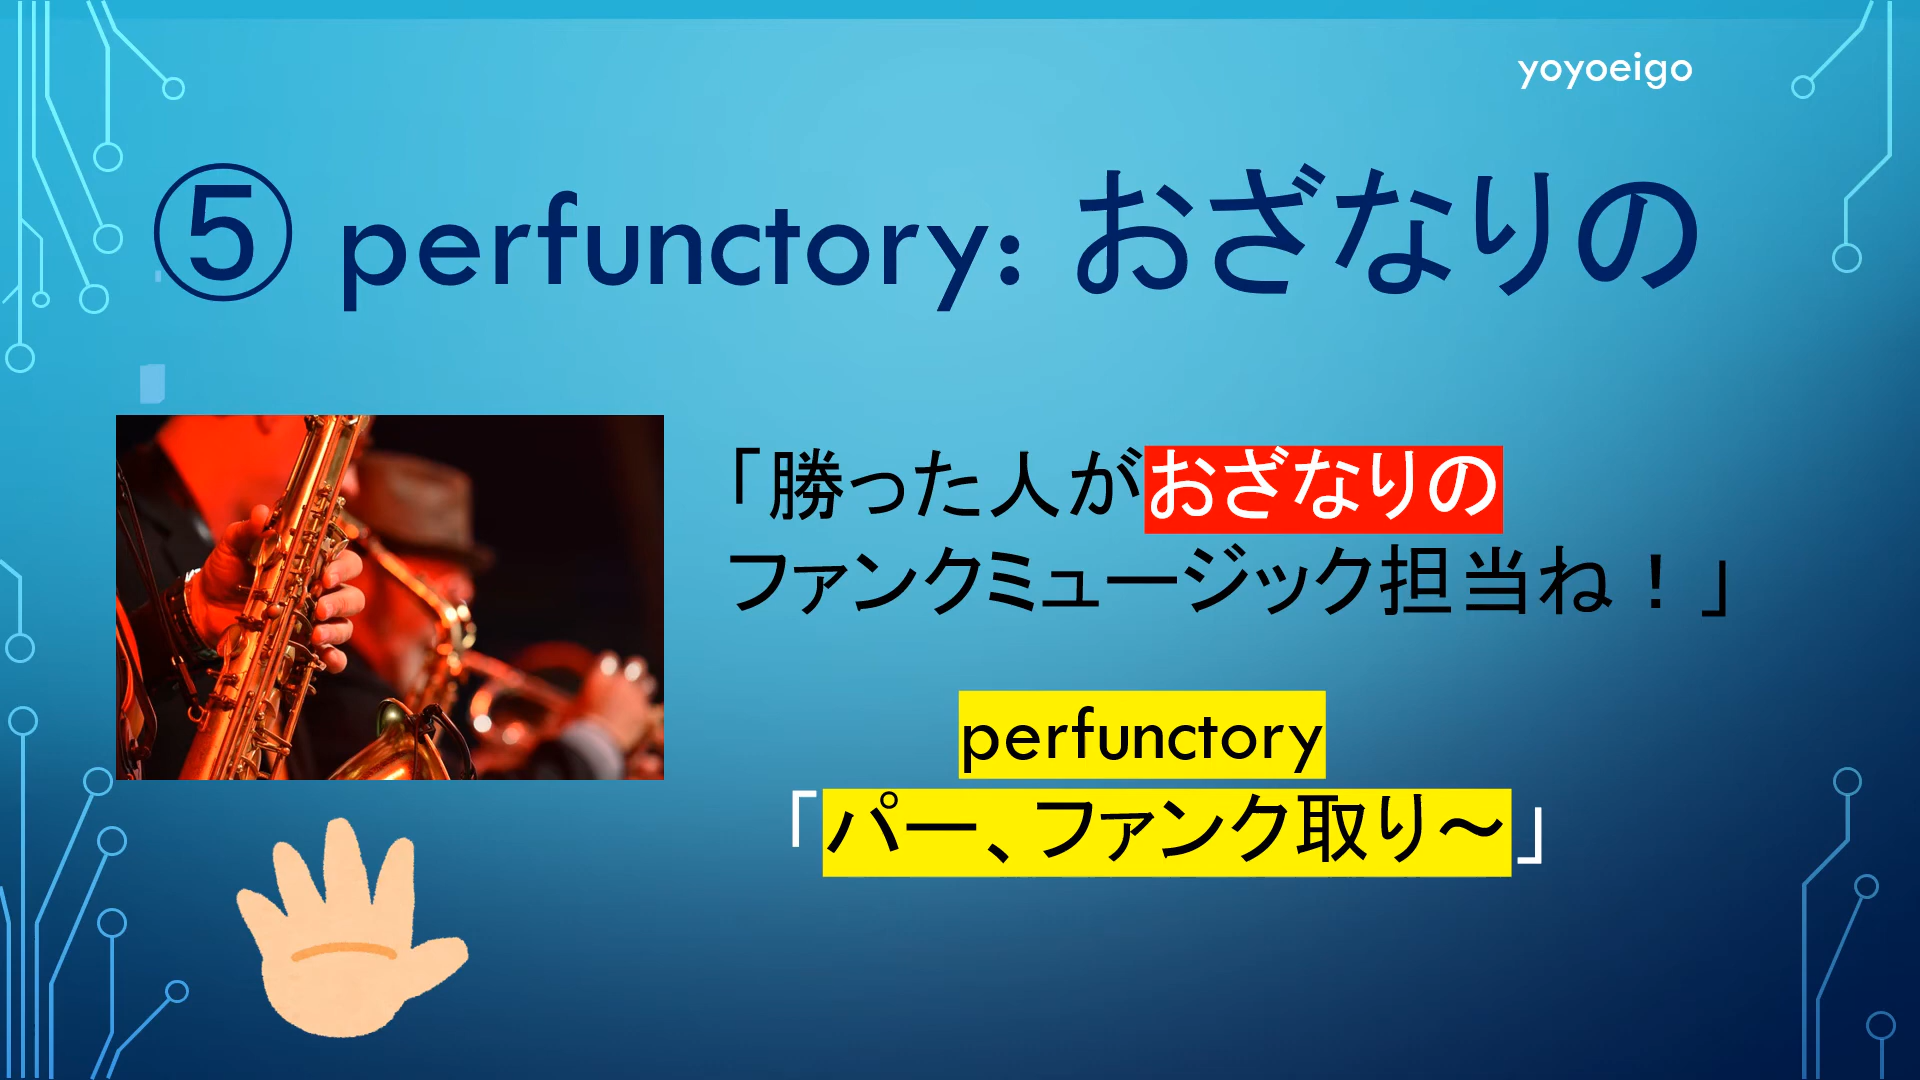 yoyoeigo
⑤ perfunctory: おざなりの
「勝った人がおざなりの
ファンクミュージック担当ね！」
perfunctory
「パー、ファンク取り～」